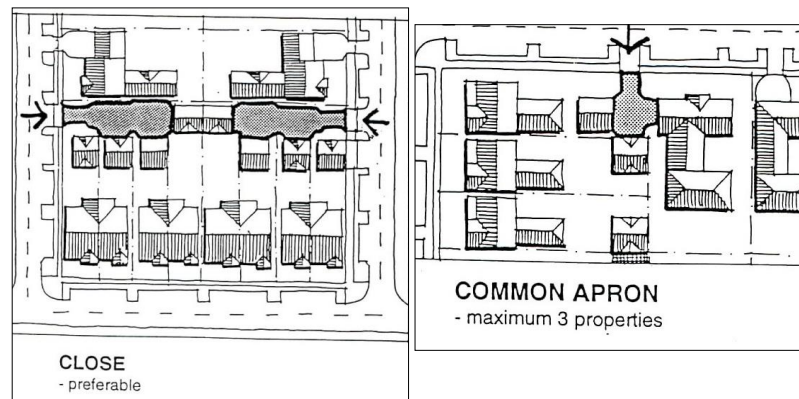 CLOSE
- preferable
COMMON APRON
- maximum 3 properties